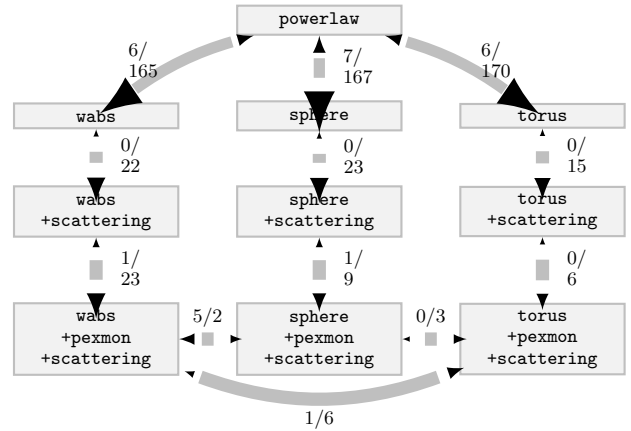 powerlaw
6/
165
7/
167
6/
170
wabs
sphere
torus
0/
22
0/
23
0/
15
wabs
+scattering
sphere
+scattering
torus
+scattering
1/
23
1/
9
0/
6
wabs
+pexmon
+scattering
5/2
sphere
+pexmon
+scattering
0/3
torus
+pexmon
+scattering
1/6